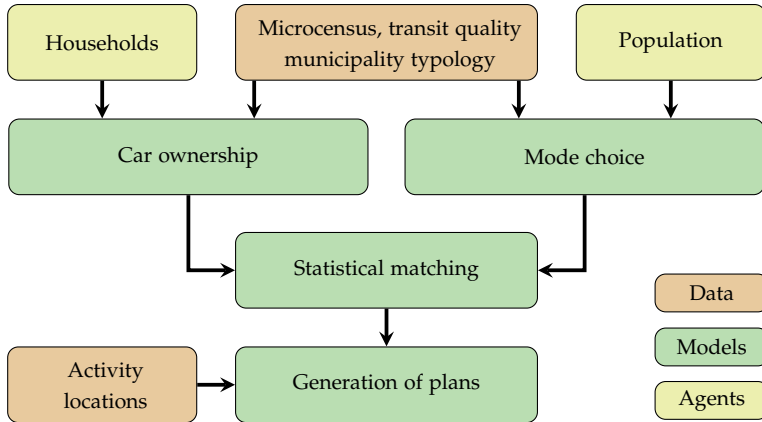 Households
Microcensus, transit quality
municipality typology
Population
Car ownership
Mode choice
Statistical matching
Data
Models
Activity
locations
Generation of plans
Agents